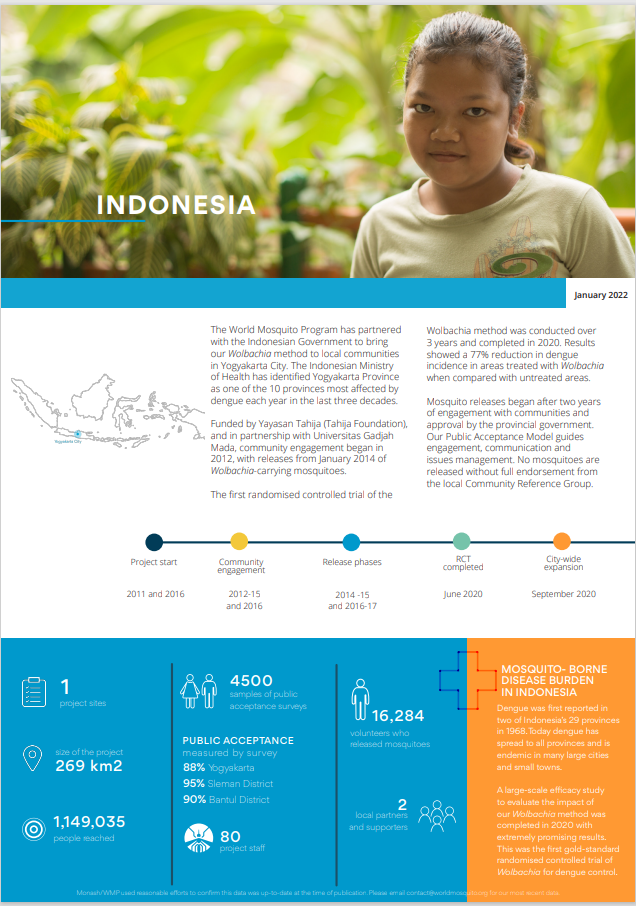 INDONESIA
January 2022
The World Mosquito Program has partnered
with the Indonesian Government to bring
our Wolbachia method to local communities
in Yogyakarta City. The Indonesian Ministry
of Health has identified Yogyakarta Province
as one of the 10 provinces most affected by
dengue each year in the last three decades.
Funded by Yayasan Tahija (Tahija Foundation),
and in partnership with Universitas Gadjah
Mada, community engagement began in
2012, with releases from January 2014 of
Wolbachia-carrying mosquitoes.
The first randomised controlled trial of the
Wolbachia method was conducted over
3 years and completed in 2020. Results
showed a 77% reduction in dengue
incidence in areas treated with Wolbachia
when compared with untreated areas.
Mosquito releases began after two years
of engagement with communities and
approval by the provincial government.
Our Public Acceptance Model guides
engagement, communication and
issues management. No mosquitoes are
released without full endorsement from
the local Community Reference Group.
Yogyakarta City
Project start
2011 and 2016
Community
engagement
2012-15
and 2016
Release phases
2014 -15
and 2016-17
RCT
completed
June 2020
City-wide
expansion
September 2020
1
project sites
size of the project
269 km2
1,149,035
people reached
4500
samples of public
acceptance surveys
PUBLIC ACCEPTANCE
measured by survey
88% Yogyakarta
95% Sleman District
90% Bantul District
80
project staff
16,284
volunteers who
released mosquitoes
2
local partners
and supporters
MOSQUITO- BORNE
DISEASE BURDEN
IN INDONESIA
Dengue was first reported in
two of Indonesia's 29 provinces
in 1968. Today dengue has
spread to all provinces and is
endemic in many large cities
and small towns.
A large-scale efficacy study
to evaluate the impact of
our Wolbachia method was
completed in 2020 with
extremely promising results.
This was the first gold-standard
randomised controlled trial of
Wolbachia for dengue control.
Monash/WMP used reasonable efforts to confirm this data was up-to-date at the time of publication. Please email contact@worldmosquito.org for our most recent data.